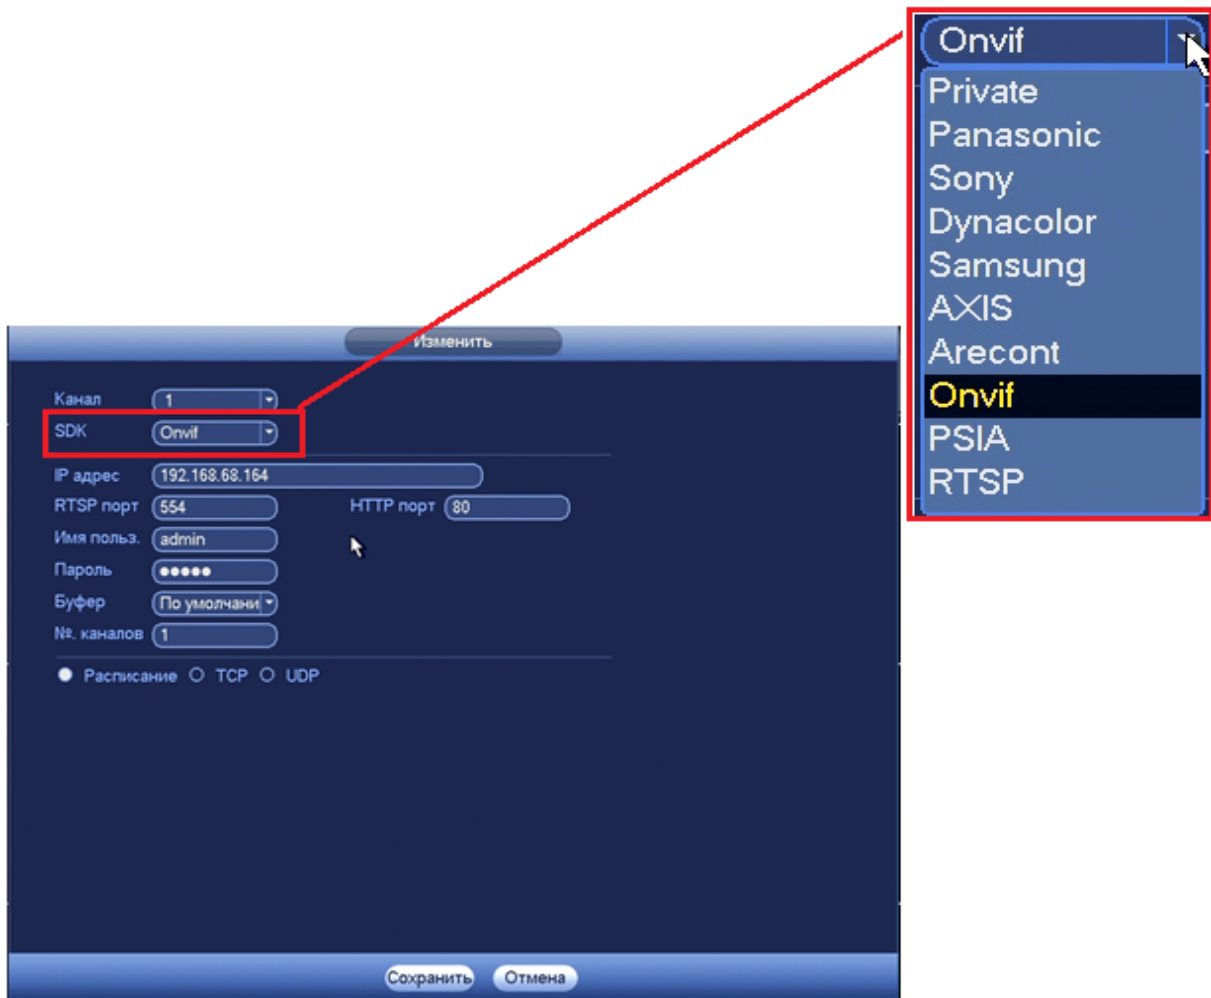 Onvif
Private
Panasonic
Sony
Dynacolor
Samsung
AXIS
Arecont
Onvif
PSIA
RTSP
Изменить
Канал 1
SDK Onvif
IP адрес 192.168.68.164
RTSP порт 554 HTTP порт 80
Имя польз. admin
Пароль ●●●●●
Буфер По умолчани
№. каналов 1
Расписание TCP UDP
Сохранить Отмена